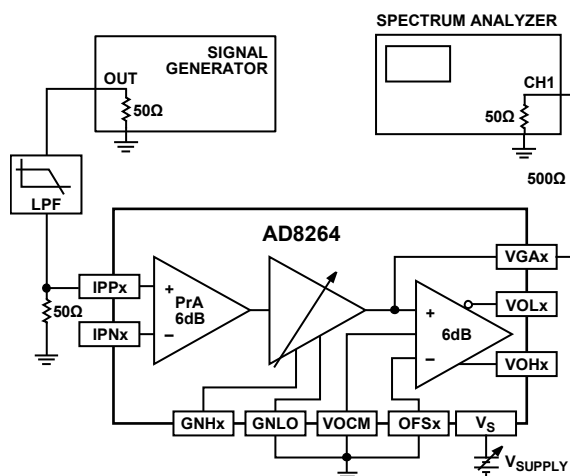 SPECTRUM ANALYZER
SIGNAL
GENERATOR
OUT
50Ω
CH1
50Ω
500Ω
LPF
AD8264
VGAx
IPPx
+
PrA
6dB
–
+
6dB
–
VOLx
50Ω
IPNx
VOHx
GNHx
GNLO
VOCM
OFSx
VS
VSUPPLY